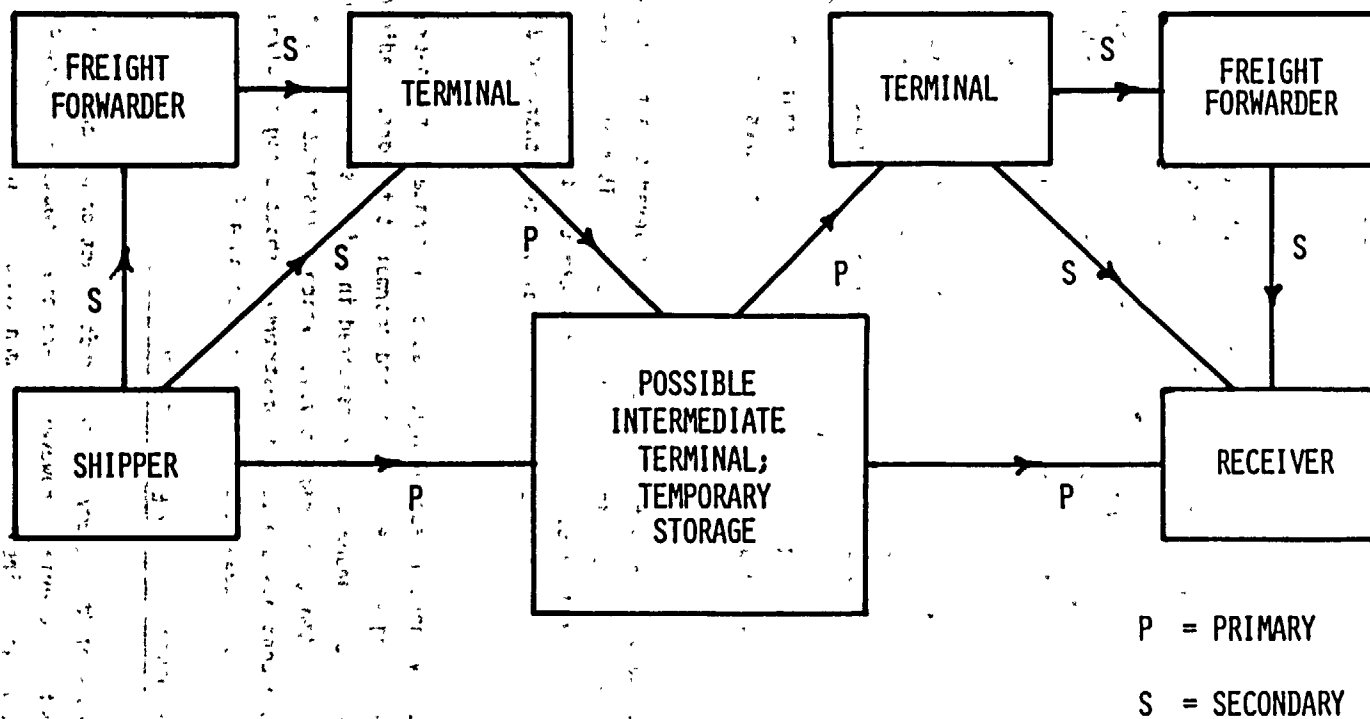 FREIGHT
FORWARDER
S
TERMINAL
TERMINAL
S
FREIGHT
FORWARDER
S
S
P
P
S
S
SHIPPER
P
POSSIBLE
INTERMEDIATE
TERMINAL;
TEMPORARY
STORAGE
P
RECEIVER
P = PRIMARY
S = SECONDARY